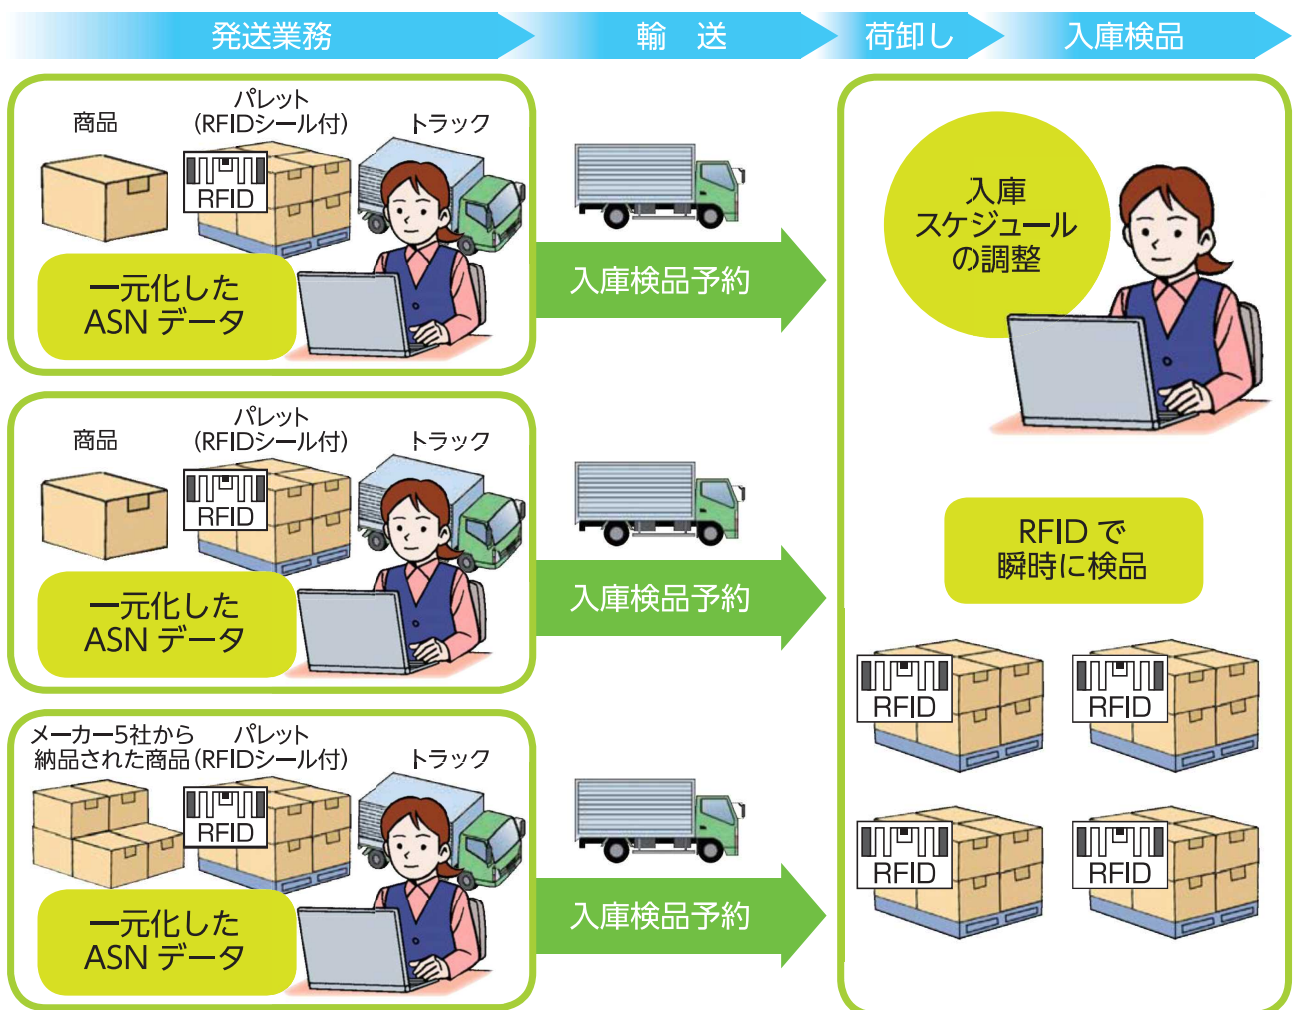 発送業務
輸　送
荷卸し
入庫検品
商品
パレット
(RFIDシール付)
トラック
RFID
一元化した
ASN データ
入庫検品予約
入庫
スケジュール
の調整
商品
パレット
(RFIDシール付)
トラック
RFID
一元化した
ASN データ
入庫検品予約
RFID で
瞬時に検品
RFID
RFID
RFID
RFID
メーカー5社から
納品された商品
パレット
(RFIDシール付)
トラック
RFID
一元化した
ASN データ
入庫検品予約